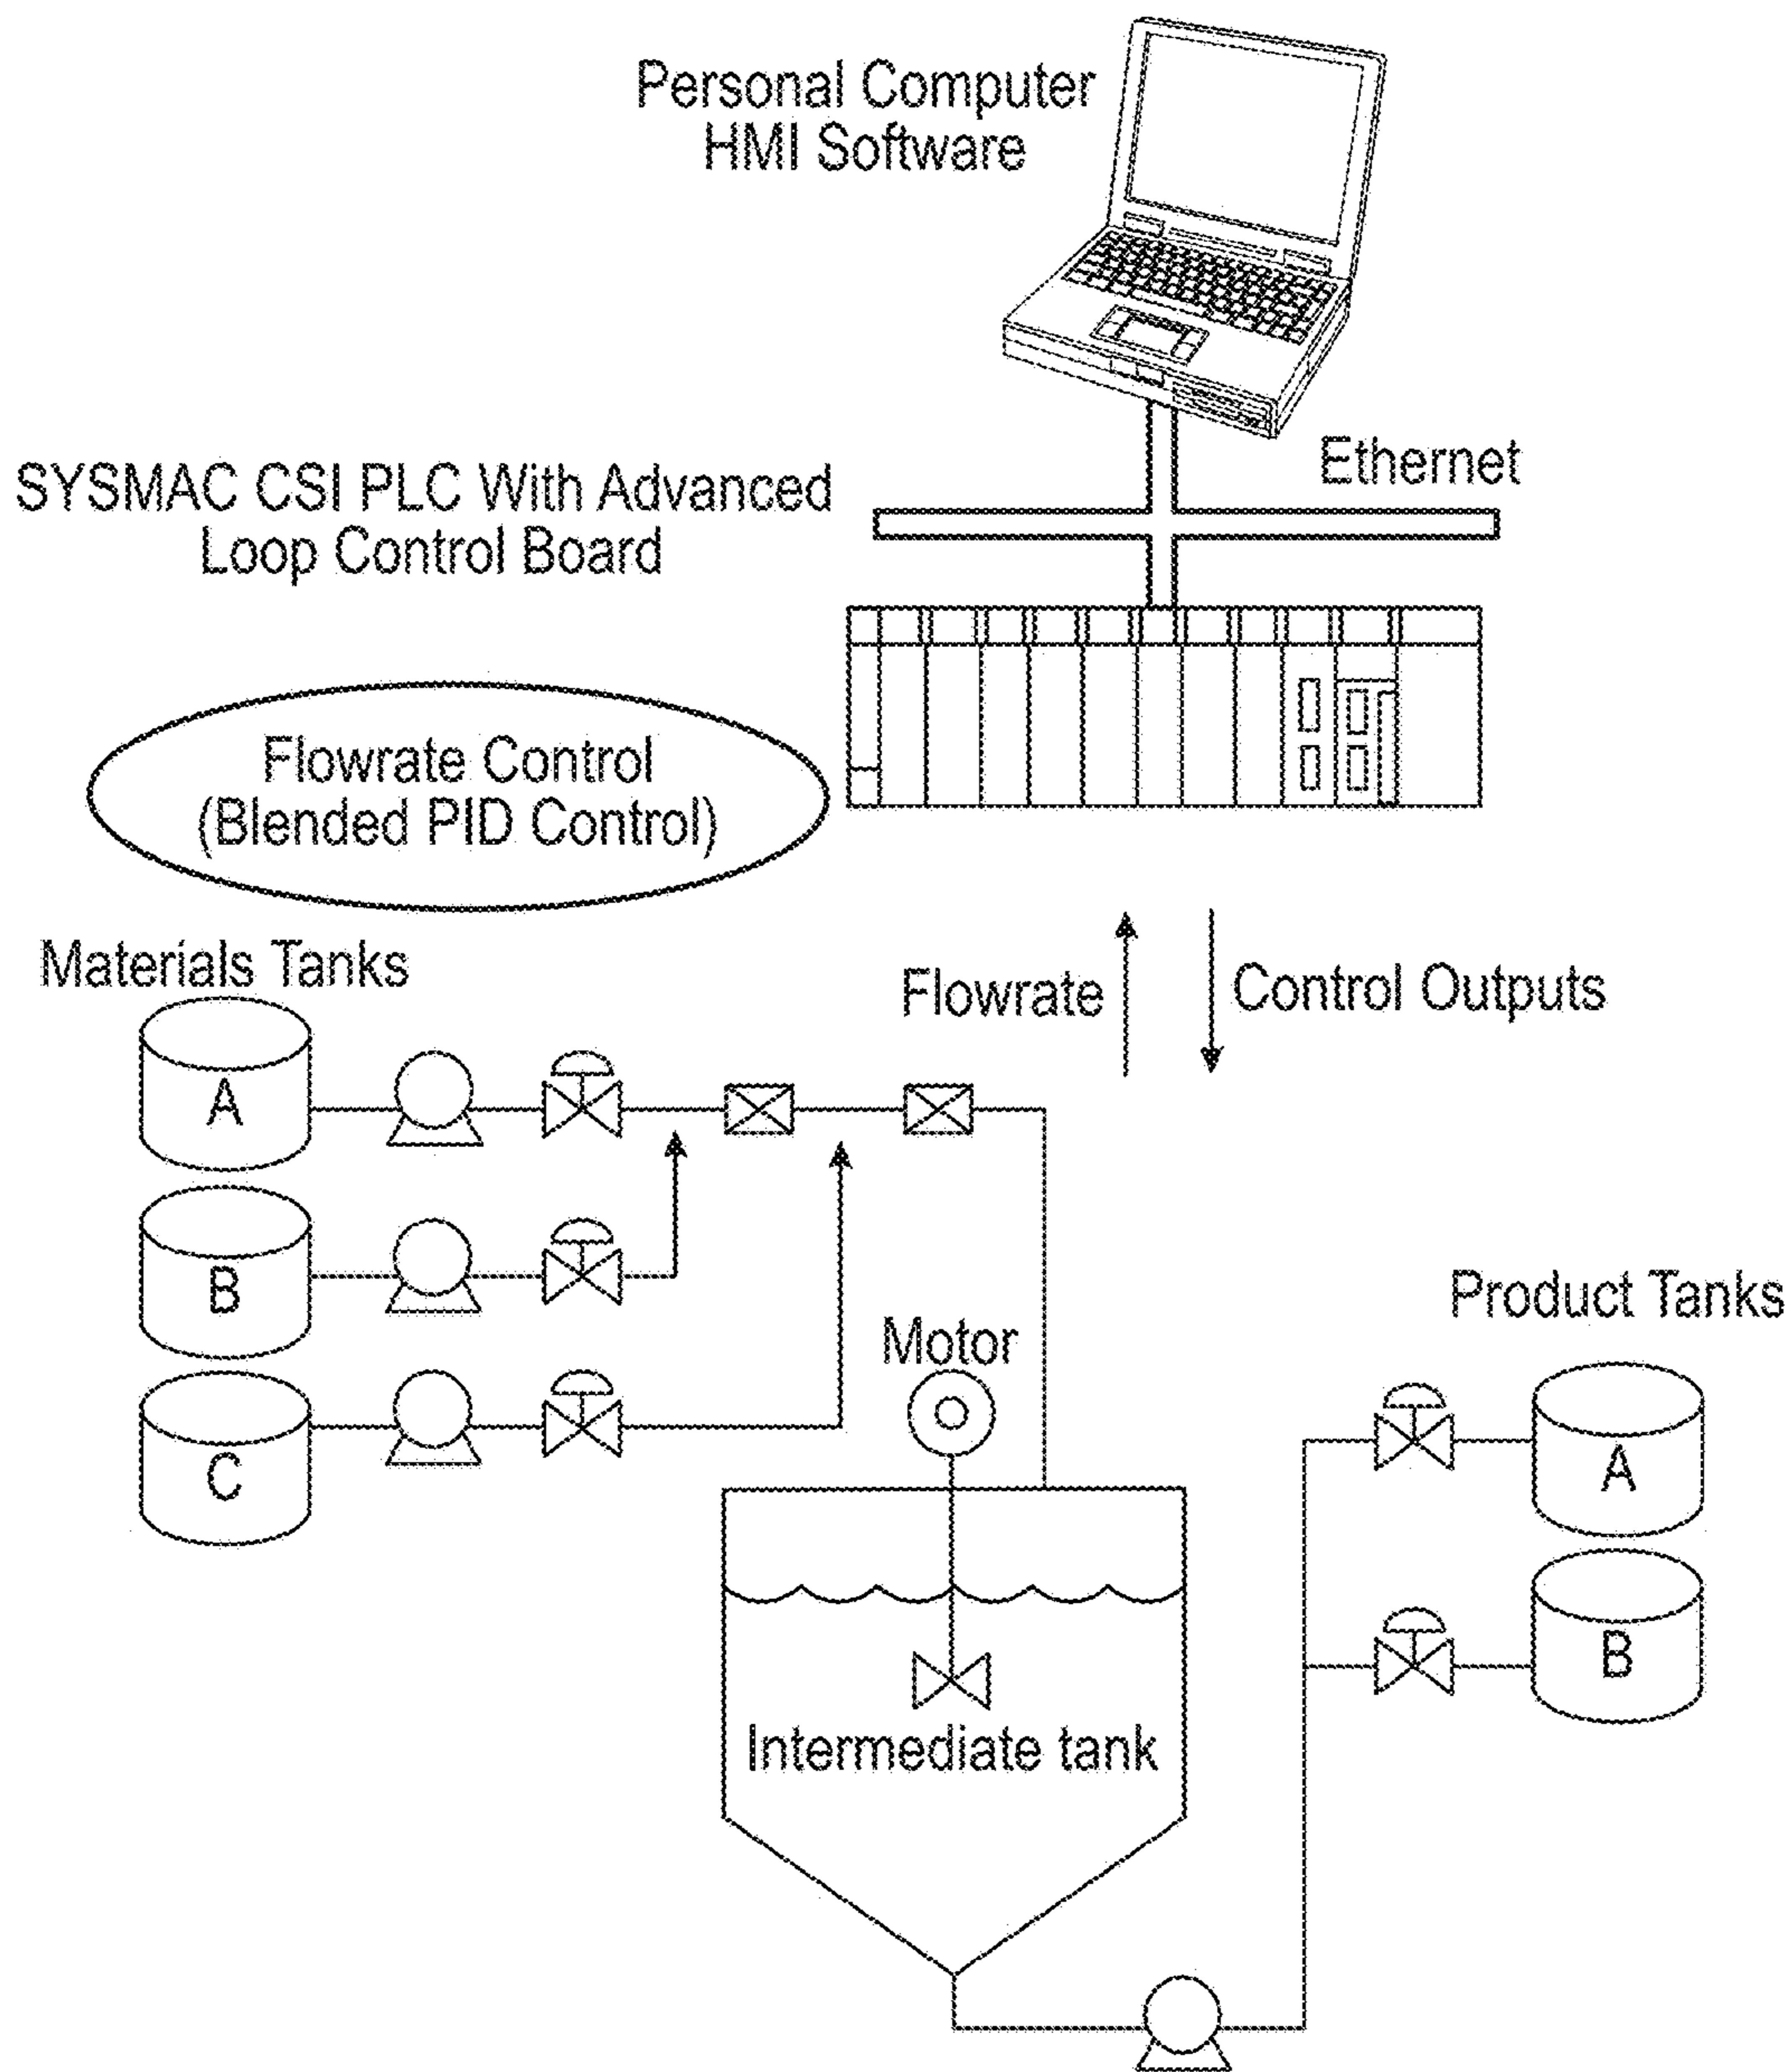 Personal Computer
HMI Software
Ethernet
SYSMAC CSI PLC With Advanced
Loop Control Board
Flowrate Control
(Blended PID Control)
Materials Tanks
Flowrate
Control Outputs
A
B
C
Motor
Product Tanks
A
B
Intermediate tank